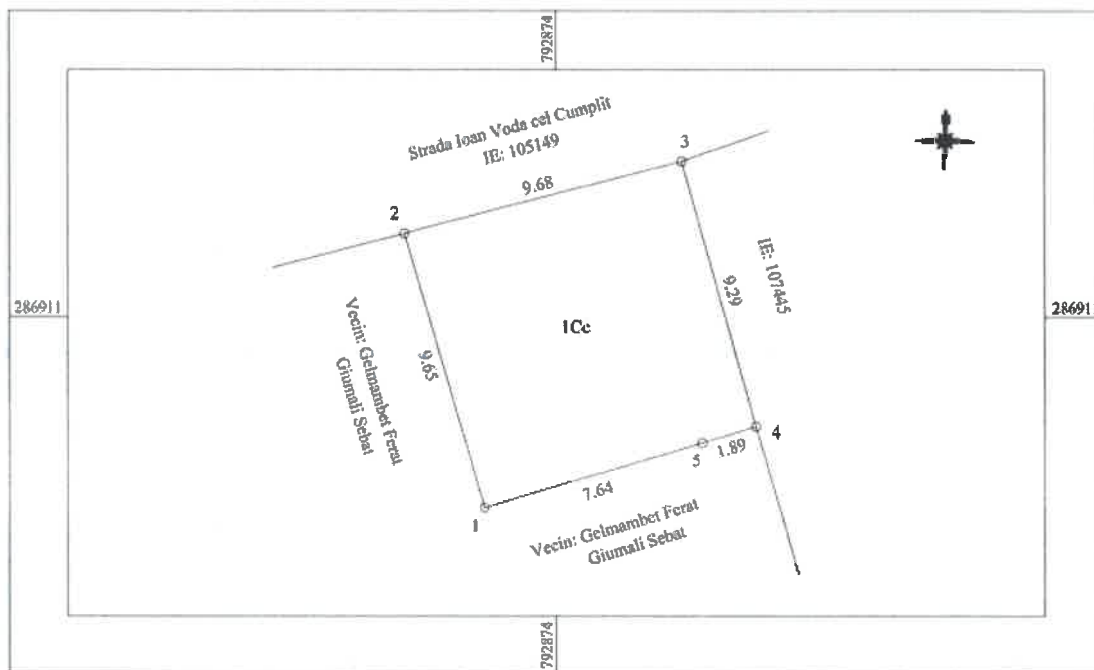 792874
Strada Ioan Voda cel Cumplit
IE: 105149
3
9.68
2
IE: 107445
9.29
286911
28691
1Cc
Vecin: Gelmambet Ferat
Giumali Sebat
9.65
4
5
1.89
7.64
1
Vecin: Gelmambet Ferat
Giumali Sebat
792874